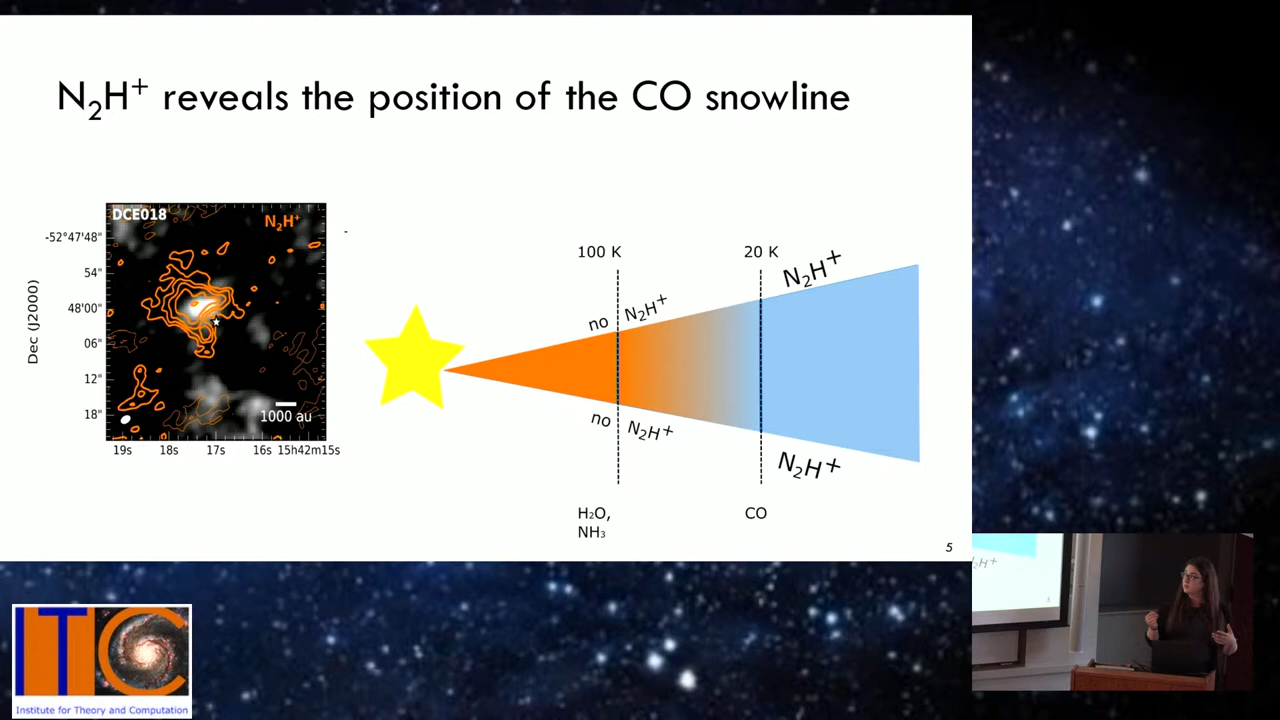 N₂H⁺ reveals the position of the CO snowline
DCE018
N₂H⁺
-52°47'48"
54"
48'00"
06"
12"
18"
Dec (J2000)
1000 au
19s 18s 17s 16s 15h42m15s
100 K
20 K
no N₂H⁺
N₂H⁺
no N₂H⁺
N₂H⁺
H₂O,
NH₃
CO
5
ITC
Institute for Theory and Computation